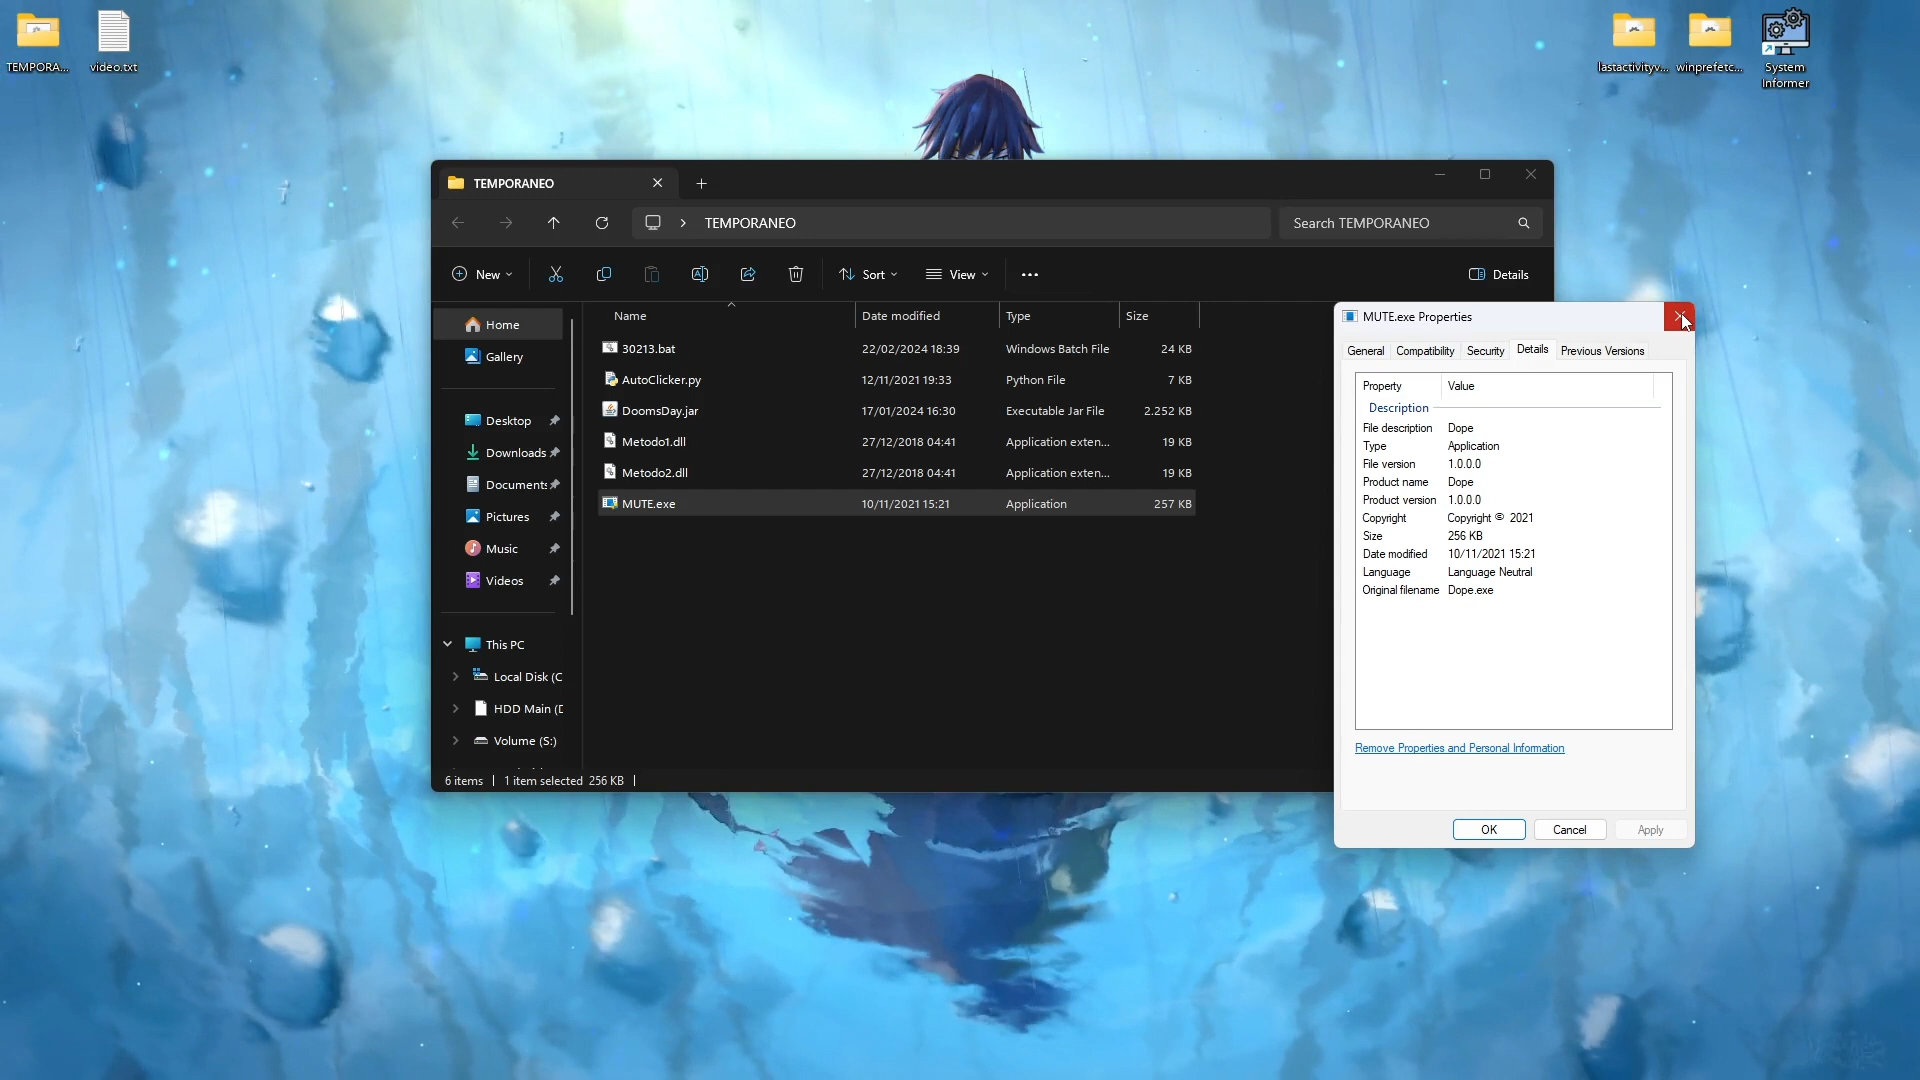 TEMPORA...
video.txt
lastactivityv...
winprefetc...
System
Informer
TEMPORANEO
TEMPORANEO
Search TEMPORANEO
New
Sort
View
Details
Home
Gallery
Desktop
Downloads
Documents
Pictures
Music
Videos
This PC
Local Disk (C
HDD Main (D
Volume (S:)
Name Date modified Type Size
30213.bat 22/02/2024 18:39 Windows Batch File 24 KB
AutoClicker.py 12/11/2021 19:33 Python File 7 KB
DoomsDay.jar 17/01/2024 16:30 Executable Jar File 2.252 KB
Metodo1.dll 27/12/2018 04:41 Application exten... 19 KB
Metodo2.dll 27/12/2018 04:41 Application exten... 19 KB
MUTE.exe 10/11/2021 15:21 Application 257 KB
6 items 1 item selected 256 KB
MUTE.exe Properties
General Compatibility Security Details Previous Versions
Property Value
Description
File description Dope
Type Application
File version 1.0.0.0
Product name Dope
Product version 1.0.0.0
Copyright Copyright © 2021
Size 256 KB
Date modified 10/11/2021 15:21
Language Language Neutral
Original filename Dope.exe
Remove Properties and Personal Information
OK Cancel Apply